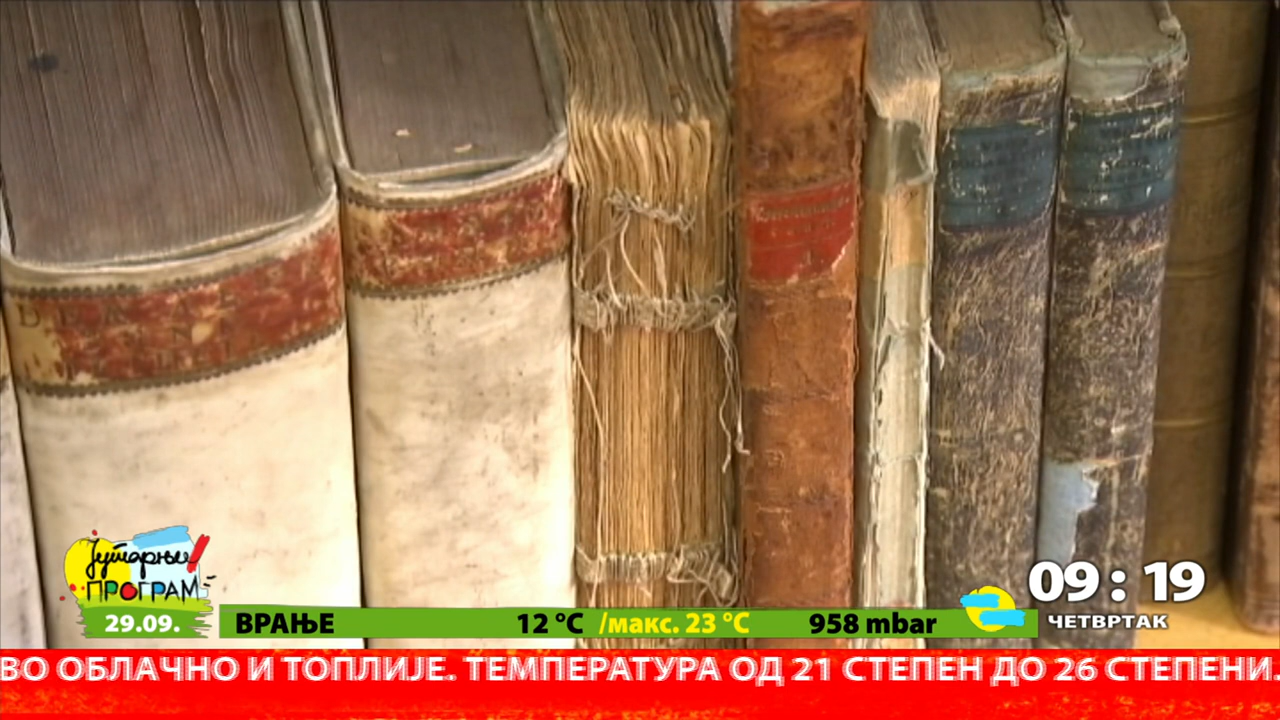 Јутарњи
ПРОГРАМ
29.09.
ВРАЊЕ 12 °C /макс. 23 °C 958 mbar
09 : 19
ЧЕТВРТАК
ВО ОБЛАЧНО И ТОПЛИЈЕ. ТЕМПЕРАТУРА ОД 21 СТЕПЕН ДО 26 СТЕПЕНИ.